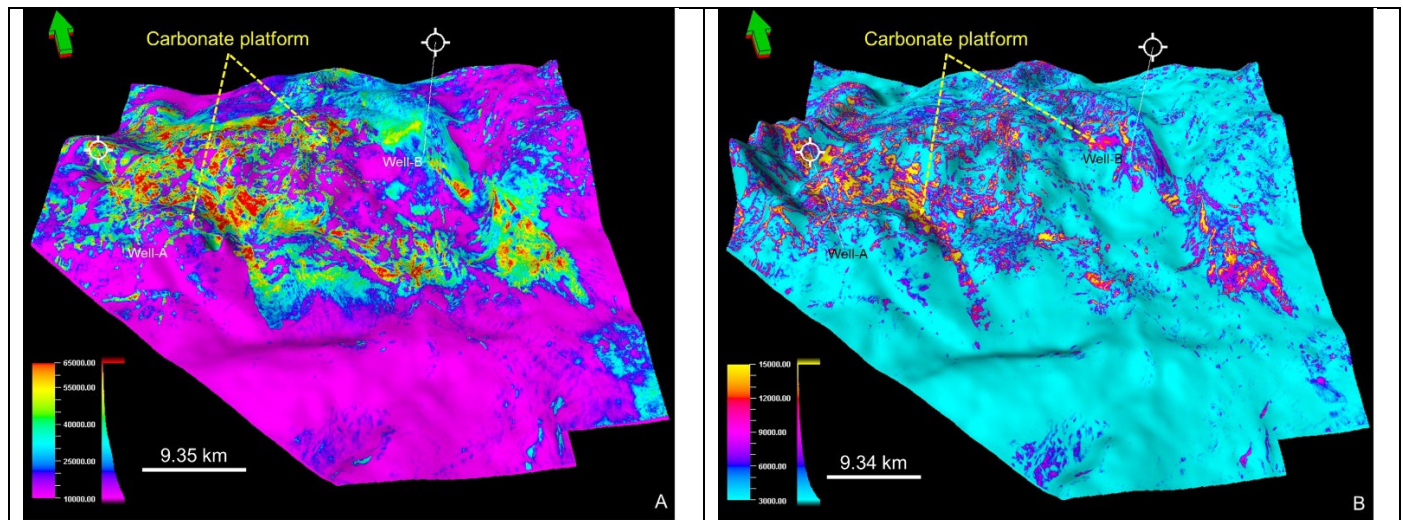 Carbonate platform
Well-B
Well-A
65000.00
55000.00
40000.00
25000.00
10000.00
9.35 km
A
Carbonate platform
Well-B
Well-A
15000.00
12000.00
9000.00
6000.00
3000.00
9.34 km
B